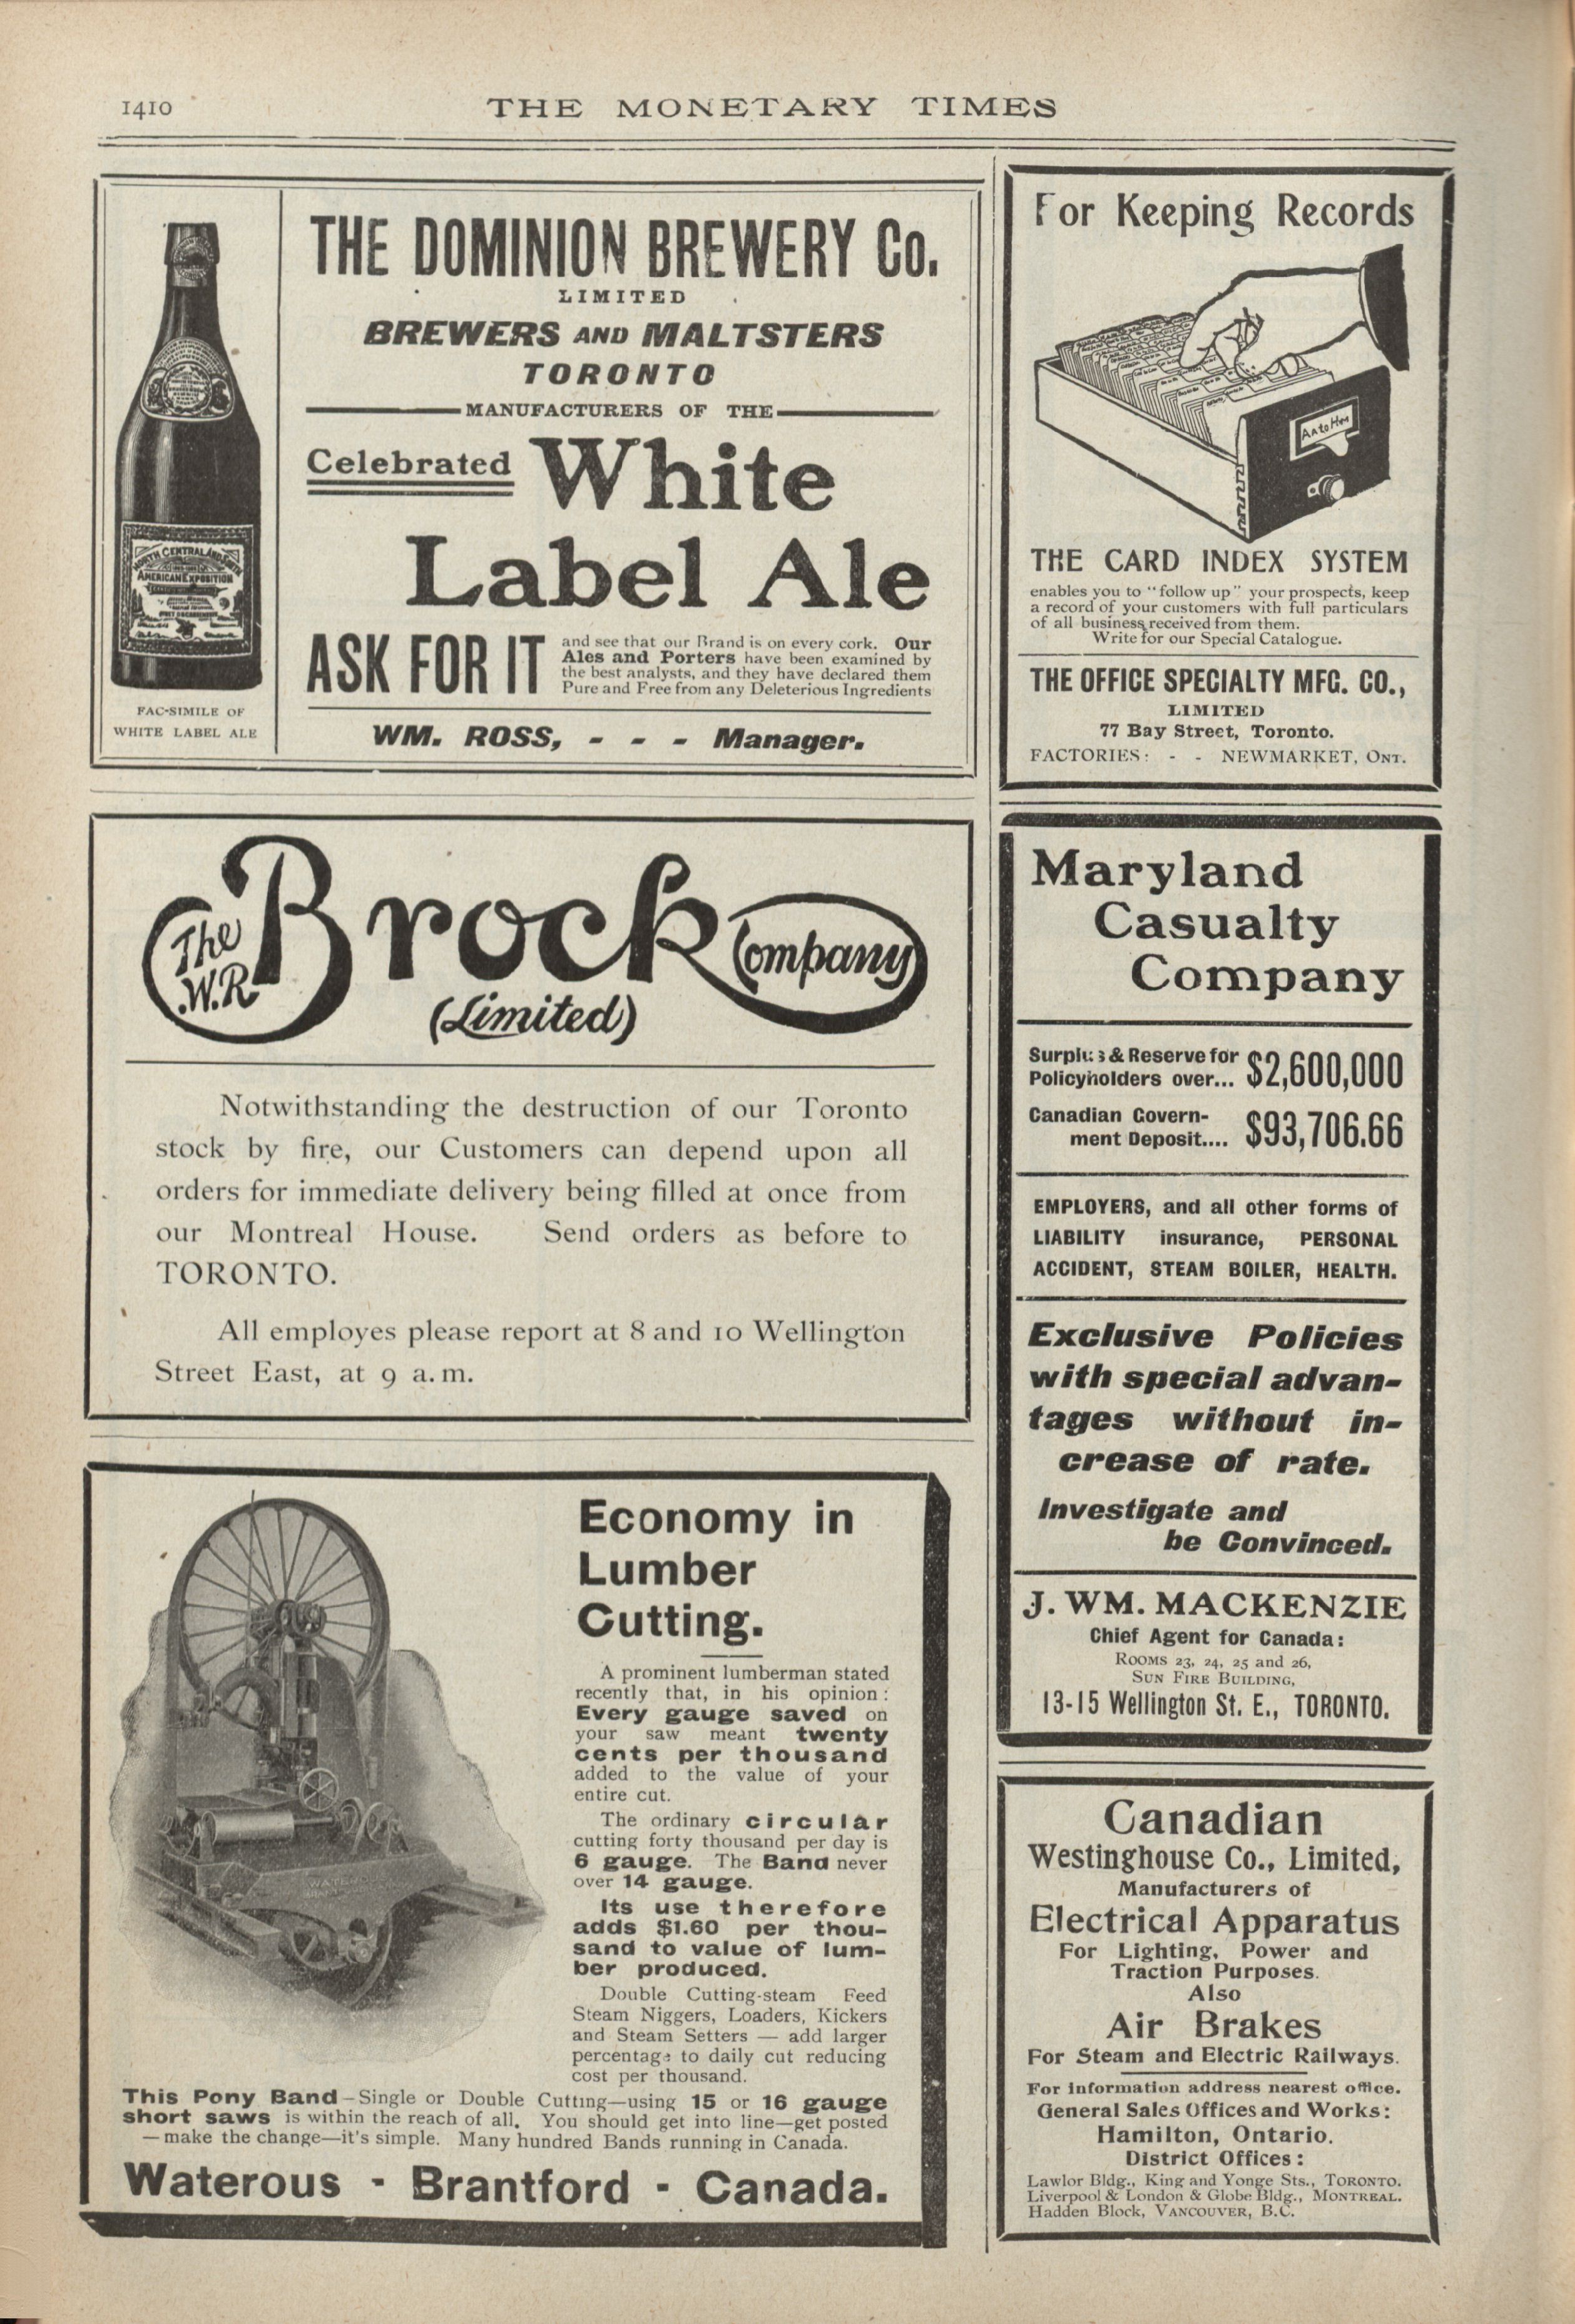 1410
THE MONETARY TIMES
THE DOMINION BREWERY Co.
LIMITED
BREWERS AND MALTSTERS
TORONTO
MANUFACTURERS OF THE
Celebrated White
Label Ale
ASK FOR IT
and see that our Brand is on every cork. Our
Ales and Porters have been examined by
the best analysts, and they have declared them
Pure and Free from any Deleterious Ingredients
WM. ROSS, - - - Manager.
NORTH CENTRAL AND SOUTH
AMERICAN EXPOSITION
FAC-SIMILE OF
WHITE LABEL ALE
The W.R. Brock Company
(Limited)
Notwithstanding the destruction of our Toronto
stock by fire, our Customers can depend upon all
orders for immediate delivery being filled at once from
our Montreal House. Send orders as before to
TORONTO.
All employes please report at 8 and 10 Wellington
Street East, at 9 a.m.
Economy in
Lumber
Cutting.
A prominent lumberman stated
recently that, in his opinion:
Every gauge saved on
your saw meant twenty
cents per thousand
added to the value of your
entire cut.
The ordinary circular
cutting forty thousand per day is
6 gauge. The Band never
over 14 gauge.
Its use therefore
adds $1.60 per thou-
sand to value of lum-
ber produced.
Double Cutting-steam Feed
Steam Niggers, Loaders, Kickers
and Steam Setters — add larger
percentage to daily cut reducing
cost per thousand.
This Pony Band—Single or Double Cutting—using 15 or 16 gauge
short saws is within the reach of all. You should get into line—get posted
—make the change—it's simple. Many hundred Bands running in Canada.
Waterous - Brantford - Canada.
For Keeping Records
THE CARD INDEX SYSTEM
enables you to "follow up" your prospects, keep
a record of your customers with full particulars
of all business received from them.
Write for our Special Catalogue.
THE OFFICE SPECIALTY MFG. CO.,
LIMITED
77 Bay Street, Toronto.
FACTORIES: - - NEWMARKET, ONT.
Maryland
Casualty
Company
Surplus & Reserve for
Policyholders over... $2,600,000
Canadian Govern-
ment Deposit.... $93,706.66
EMPLOYERS, and all other forms of
LIABILITY insurance, PERSONAL
ACCIDENT, STEAM BOILER, HEALTH.
Exclusive Policies
with special advan-
tages without in-
crease of rate.
Investigate and
be Convinced.
J. WM. MACKENZIE
Chief Agent for Canada:
ROOMS 23, 24, 25 and 26,
SUN FIRE BUILDING,
13-15 Wellington St. E., TORONTO.
Canadian
Westinghouse Co., Limited,
Manufacturers of
Electrical Apparatus
For Lighting, Power and
Traction Purposes.
Also
Air Brakes
For Steam and Electric Railways.
For information address nearest office.
General Sales Offices and Works:
Hamilton, Ontario.
District Offices:
Lawlor Bldg., King and Yonge Sts., TORONTO.
Liverpool & London & Globe Bldg., MONTREAL.
Hadden Block, VANCOUVER, B.C.